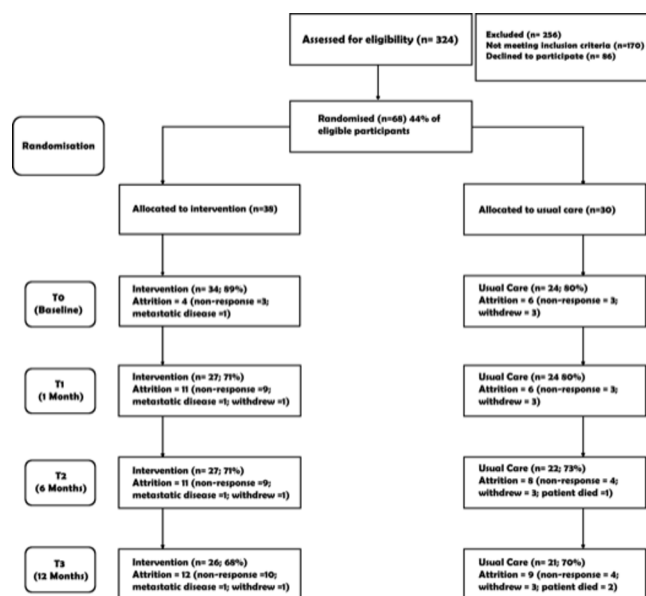 Assessed for eligibility (n= 324)
Excluded (n= 256)
Not meeting inclusion criteria (n=170)
Declined to participate (n= 86)
Randomised (n=68) 44% of
eligible participants
Randomisation
Allocated to intervention (n=38)
Allocated to usual care (n=30)
T0
(Baseline)
Intervention (n= 34; 89%)
Attrition = 4 (non-response =3;
metastatic disease =1)
Usual Care (n= 24; 80%)
Attrition = 6 (non-response = 3;
withdrew = 3)
T1
(1 Month)
Intervention (n= 27; 71%)
Attrition = 11 (non-response =9;
metastatic disease =1; withdrew =1)
Usual Care (n= 24 80%)
Attrition = 6 (non-response = 3;
withdrew = 3)
T2
(6 Months)
Intervention (n= 27; 71%)
Attrition = 11 (non-response =9;
metastatic disease =1; withdrew =1)
Usual Care (n= 22; 73%)
Attrition = 8 (non-response = 4;
withdrew = 3; patient died =1)
T3
(12 Months)
Intervention (n= 26; 68%)
Attrition = 12 (non-response =10;
metastatic disease =1; withdrew =1)
Usual Care (n= 21; 70%)
Attrition = 9 (non-response = 4;
withdrew = 3; patient died = 2)